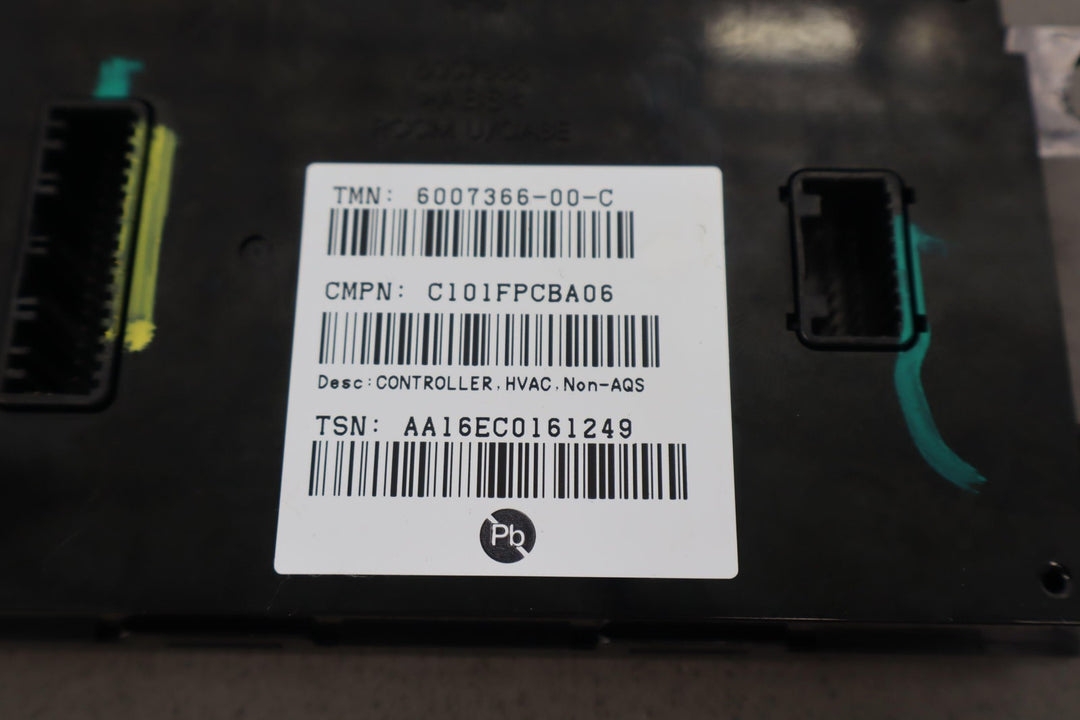 TMN: 6007366-00-C
CMPN: C101FPCBA06
Desc:CONTROLLER,HVAC,Non-AQS
TSN: AA16EC0161249
Pb